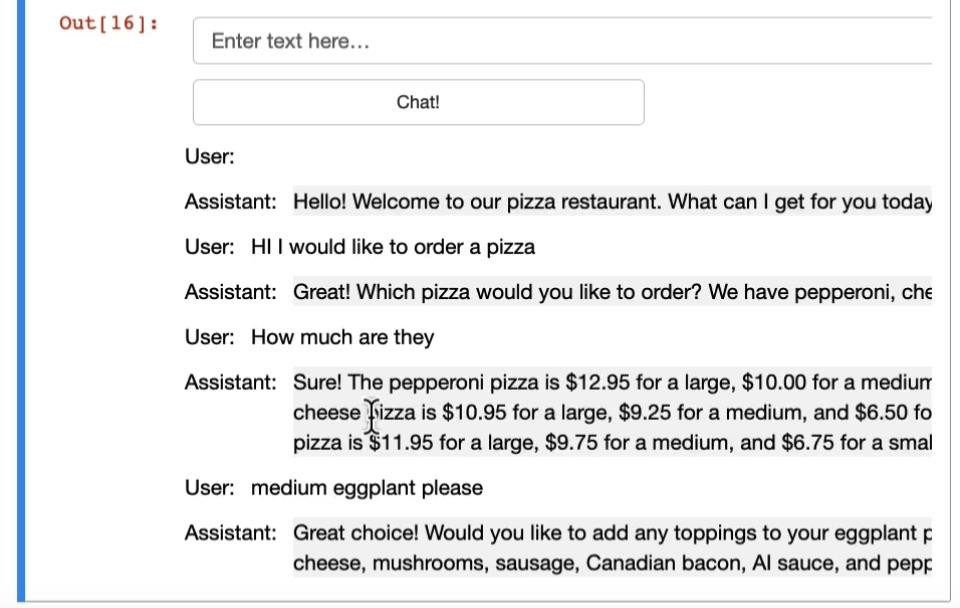 Out[16]:
Enter text here...
Chat!
User:
Assistant: Hello! Welcome to our pizza restaurant. What can I get for you today
User: HI I would like to order a pizza
Assistant: Great! Which pizza would you like to order? We have pepperoni, che
User: How much are they
Assistant: Sure! The pepperoni pizza is $12.95 for a large, $10.00 for a medium
cheese pizza is $10.95 for a large, $9.25 for a medium, and $6.50 fo
pizza is $11.95 for a large, $9.75 for a medium, and $6.75 for a smal
User: medium eggplant please
Assistant: Great choice! Would you like to add any toppings to your eggplant p
cheese, mushrooms, sausage, Canadian bacon, AI sauce, and pepp